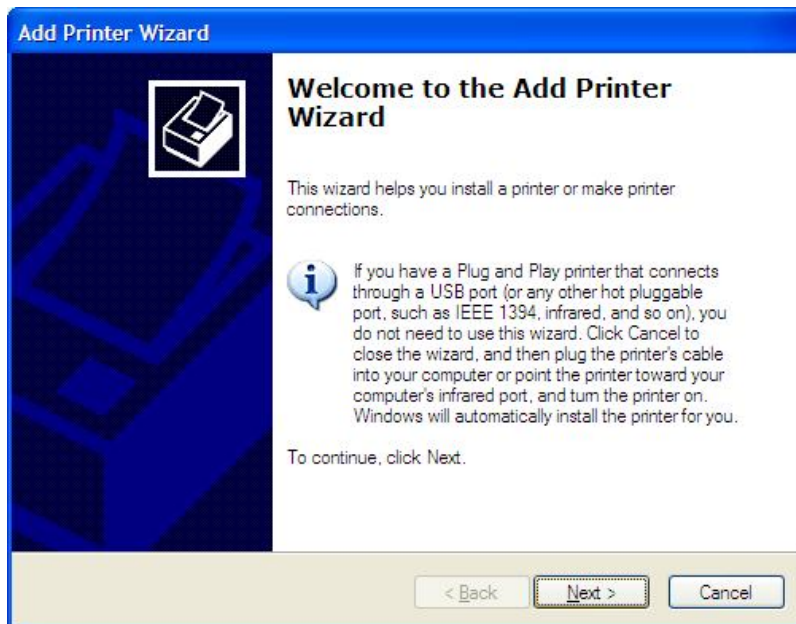 Add Printer Wizard
Welcome to the Add Printer
Wizard
This wizard helps you install a printer or make printer
connections.
If you have a Plug and Play printer that connects
through a USB port (or any other hot pluggable
port, such as IEEE 1394, infrared, and so on), you
do not need to use this wizard. Click Cancel to
close the wizard, and then plug the printer's cable
into your computer or point the printer toward your
computer's infrared port, and turn the printer on.
Windows will automatically install the printer for you.
To continue, click Next.
< Back Next > Cancel